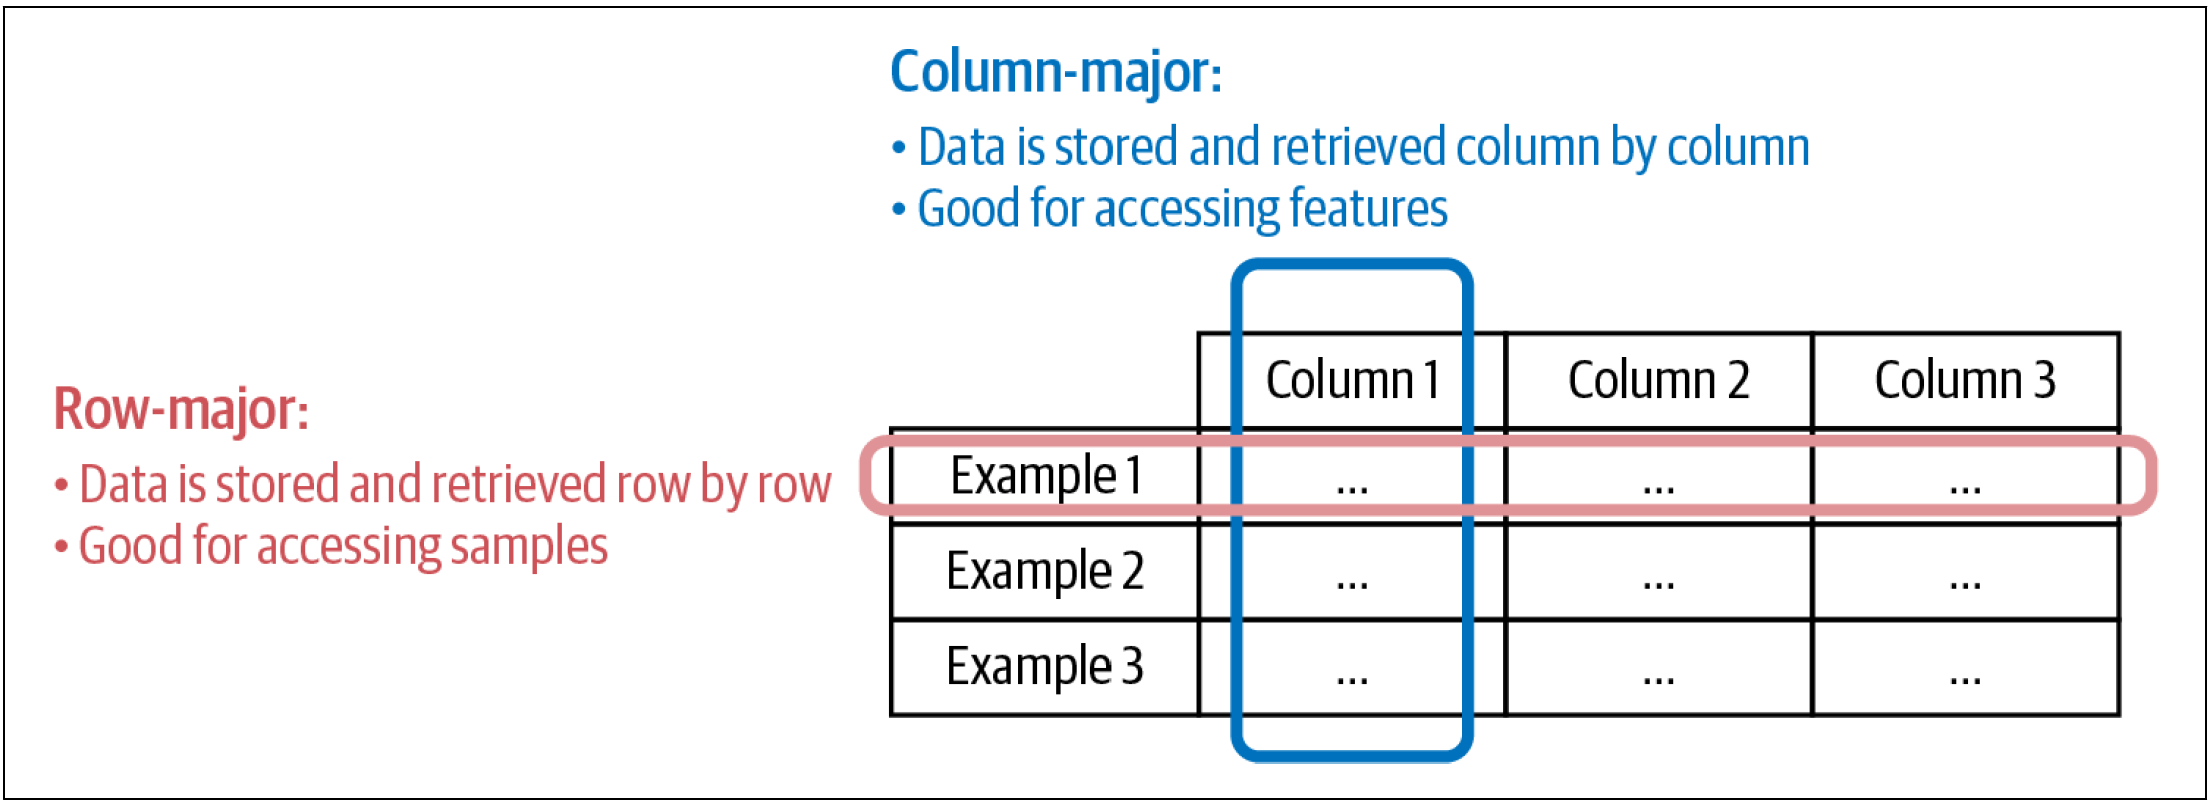 Column-major:
• Data is stored and retrieved column by column
• Good for accessing features
Row-major:
• Data is stored and retrieved row by row
• Good for accessing samples
Column 1 Column 2 Column 3
Example 1 ... ... ...
Example 2 ... ... ...
Example 3 ... ... ...